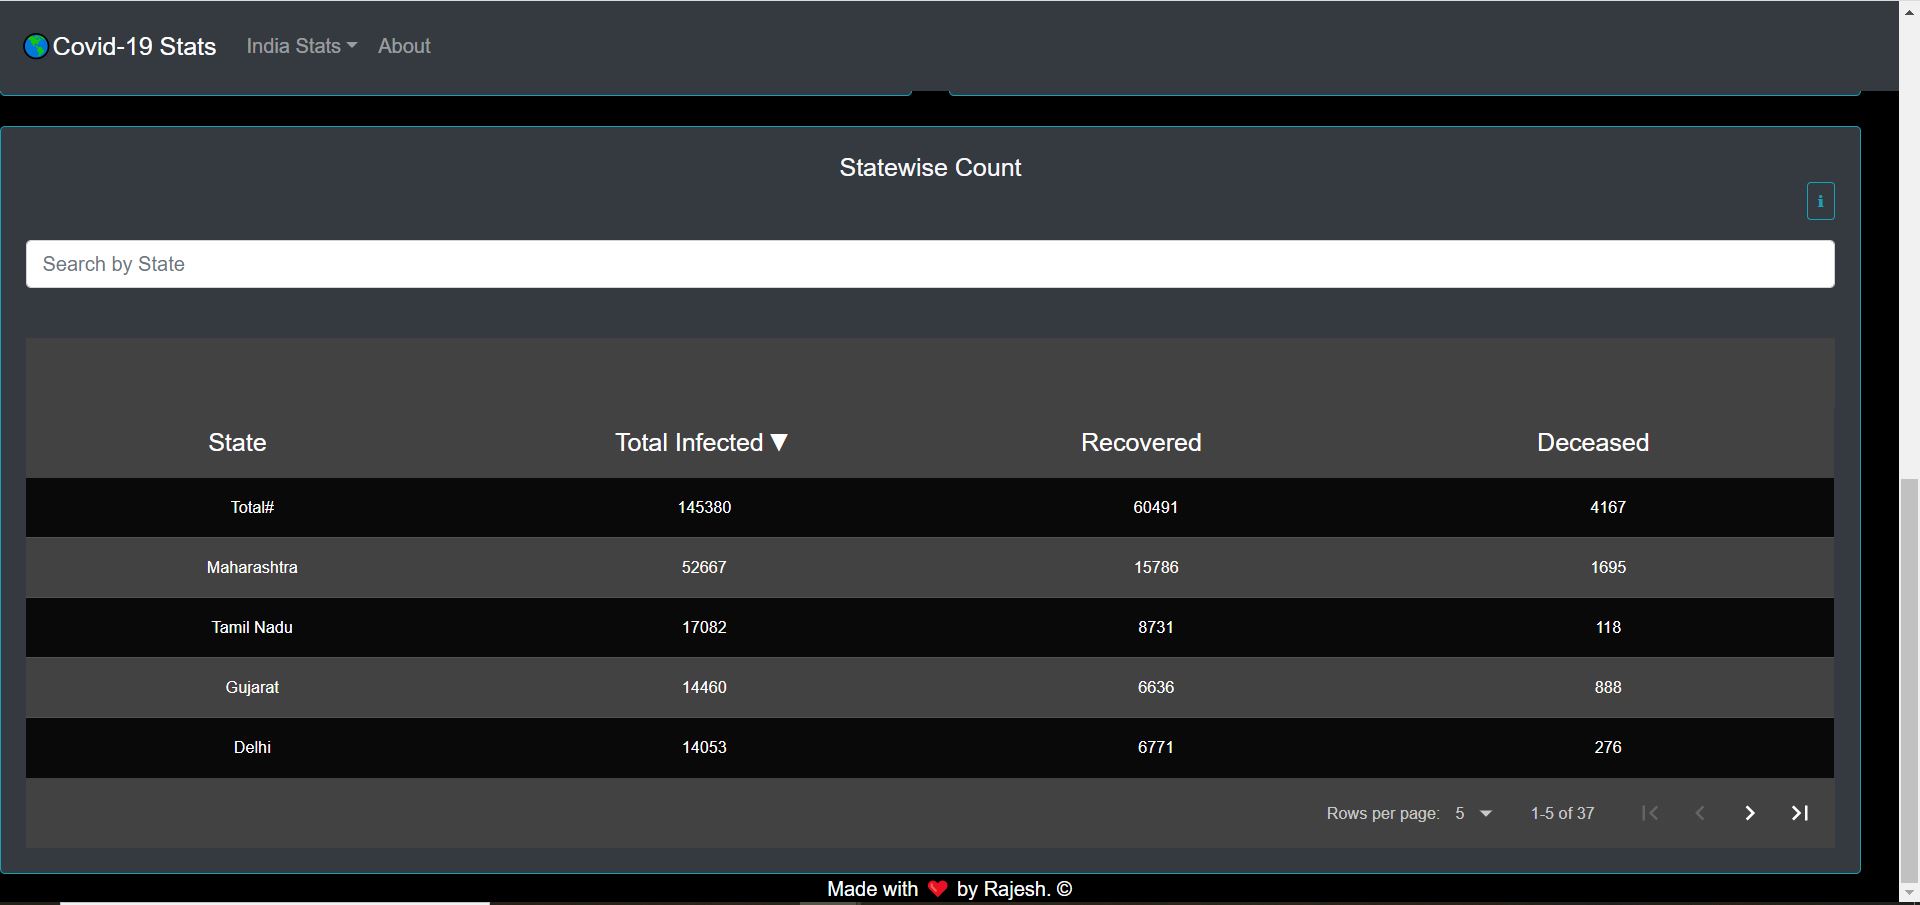 Covid-19 Stats India Stats About
Statewise Count
i
Search by State
State Total Infected ▼ Recovered Deceased
Total# 145380 60491 4167
Maharashtra 52667 15786 1695
Tamil Nadu 17082 8731 118
Gujarat 14460 6636 888
Delhi 14053 6771 276
Rows per page: 5 1-5 of 37
Made with ❤️ by Rajesh. ©